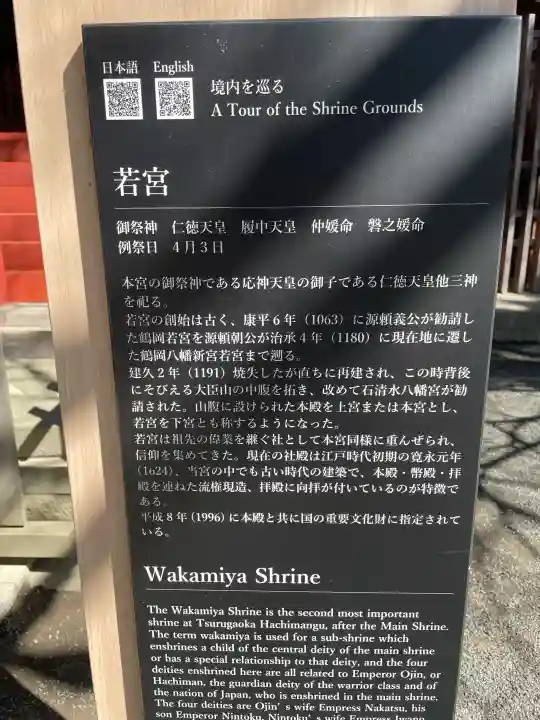 日本語 English
境内を巡る
A Tour of the Shrine Grounds
若宮
御祭神 仁徳天皇 履中天皇 仲媛命 磐之媛命
例祭日 4月3日
本宮の御祭神である応神天皇の御子である仁徳天皇他三神
を祀る。
若宮の創始は古く、康平6年（1063）に源頼義公が勧請し
た鶴岡若宮を源頼朝公が治承4年（1180）に現在地に遷し
た鶴岡八幡新宮若宮まで遡る。
建久2年（1191）焼失したが直ちに再建され、この時背後
にそびえる大臣山の中腹を拓き、改めて石清水八幡宮が勧
請された。山腹に設けられた本殿を上宮または本宮とし、
若宮を下宮とも称するようになった。
若宮は祖先の偉業を継ぐ社として本宮同様に重んぜられ、
信仰を集めてきた。現在の社殿は江戸時代初期の寛永元年
（1624）、当宮の中でも古い時代の建築で、本殿・幣殿・拝
殿を連ねた流権現造、拝殿に向拝が付いているのが特徴で
ある。
平成8年（1996）に本殿と共に国の重要文化財に指定されて
いる。
Wakamiya Shrine
The Wakamiya Shrine is the second most important
shrine at Tsurugaoka Hachimangu, after the Main Shrine.
The term wakamiya is used for a sub-shrine which
enshrines a child of the central deity of the main shrine
or has a special relationship to that deity, and the four
deities enshrined here are all related to Emperor Ojin, or
Hachiman, the guardian deity of the warrior class and of
the nation of Japan, who is enshrined in the main shrine.
The four deities are Ojin's wife Empress Nakatsu, his
son Emperor Nintoku, Nintoku's wife Empress Iwano